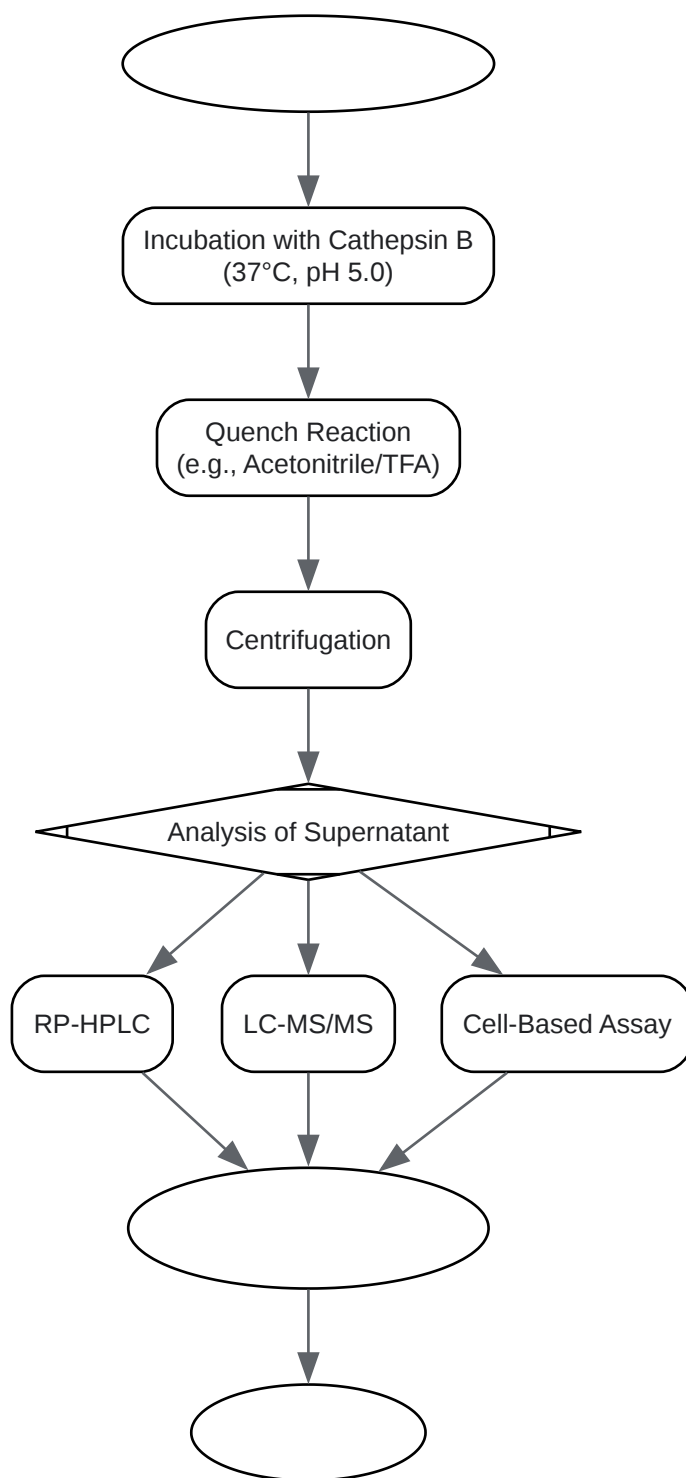 Incubation with Cathepsin B
(37°C, pH 5.0)
Quench Reaction
(e.g., Acetonitrile/TFA)
Centrifugation
Analysis of Supernatant
RP-HPLC
LC-MS/MS
Cell-Based Assay